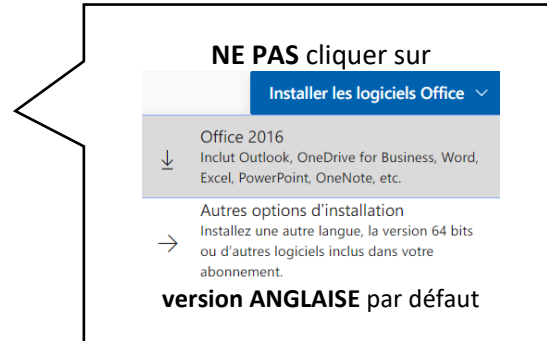 NE PAS cliquer sur
Installer les logiciels Office
Office 2016
Inclut Outlook, OneDrive for Business, Word,
Excel, PowerPoint, OneNote, etc.
Autres options d'installation
Installez une autre langue, la version 64 bits
ou d'autres logiciels inclus dans votre
abonnement.
version ANGLAISE par défaut